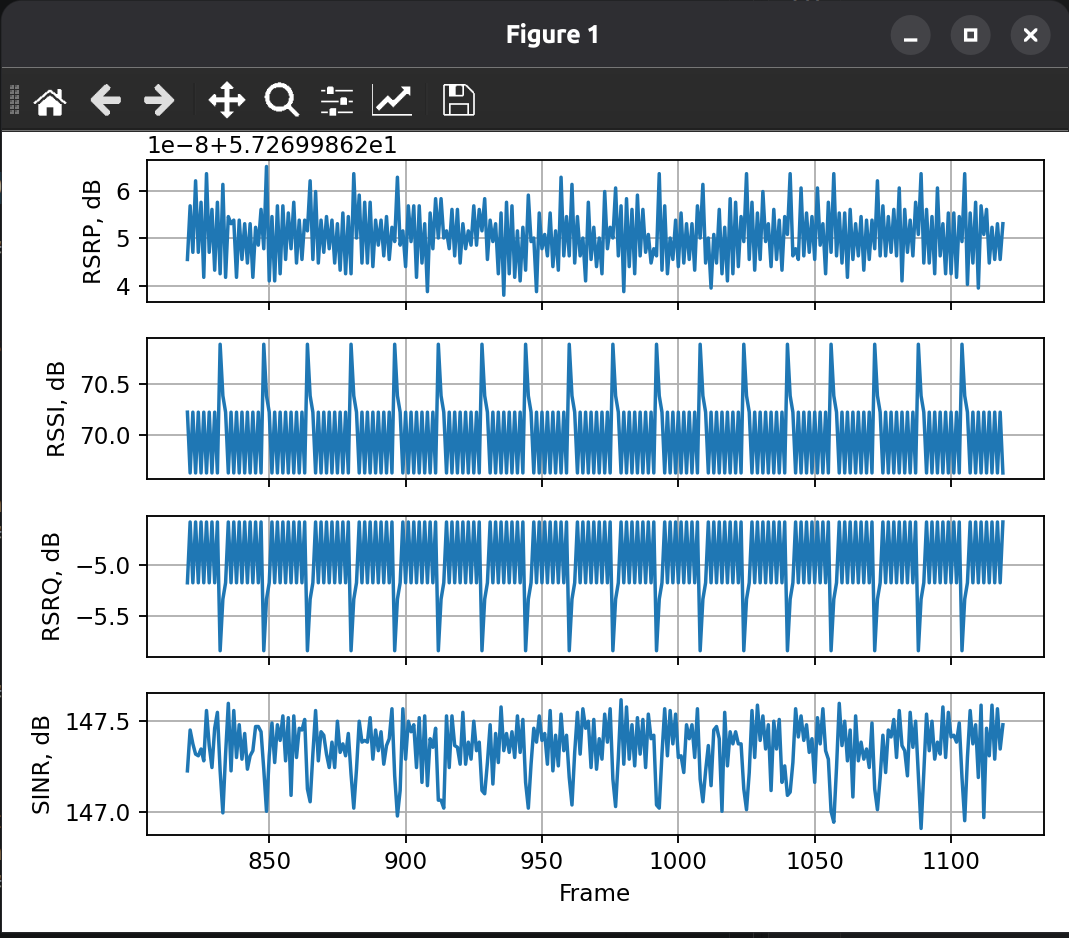 Figure 1
1e−8+5.72699862e1
RSRP, dB
6
5
4
RSSI, dB
70.5
70.0
RSRQ, dB
−5.0
−5.5
SINR, dB
147.5
147.0
850 900 950 1000 1050 1100
Frame